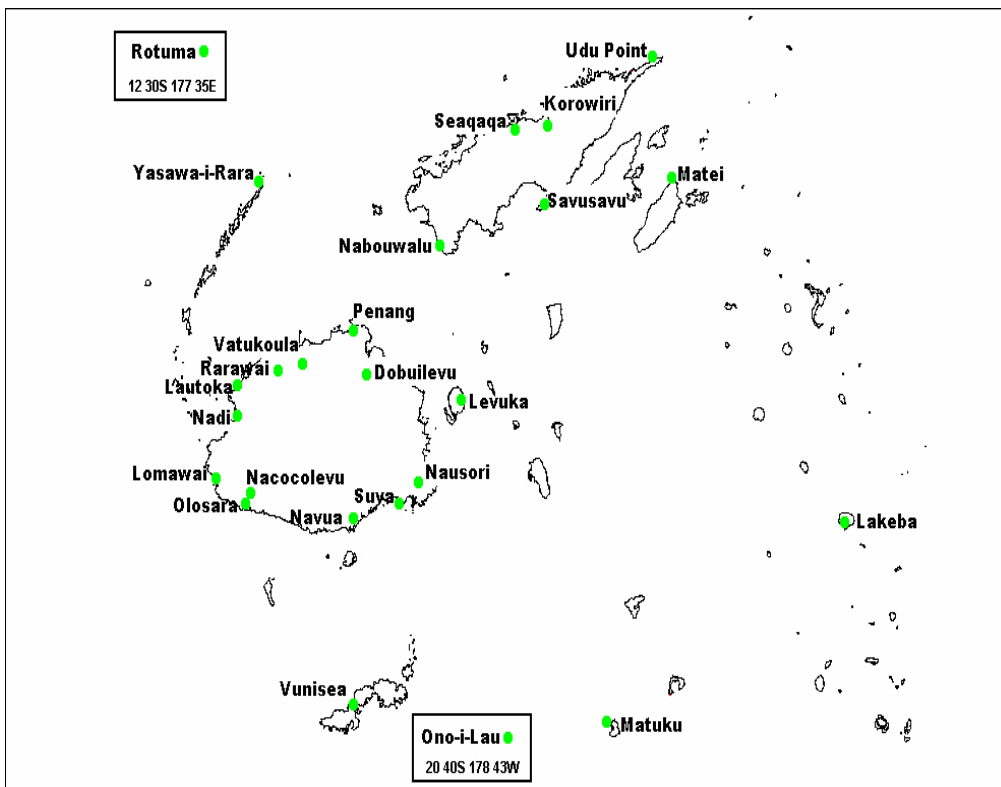 Rotuma
12 30S 177 35E
Udu Point
Korowiri
Seaqaqa
Yasawa-i-Rara
Matei
Savusavu
Nabouwalu
Penang
Vatukoula
Rarawai
Dobuilevu
Lautoka
Levuka
Nadi
Lomawai
Nacocolevu
Nausori
Olosara
Suva
Navua
Lakeba
Vunisea
Matuku
Ono-i-Lau
20 40S 178 43W